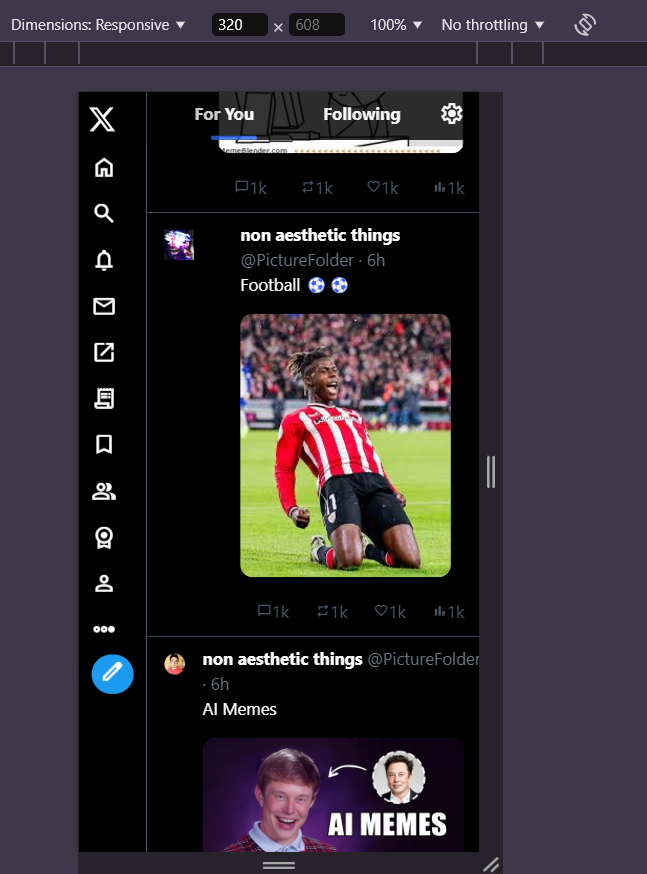 Dimensions: Responsive ▼ 320 × 608 100% ▼ No throttling ▼
For You Following
MemeBlender.com
1k 1k 1k 1k
non aesthetic things
@PictureFolder · 6h
Football ⚽ ⚽
1k 1k 1k 1k
non aesthetic things @PictureFolder
· 6h
AI Memes
AI MEMES